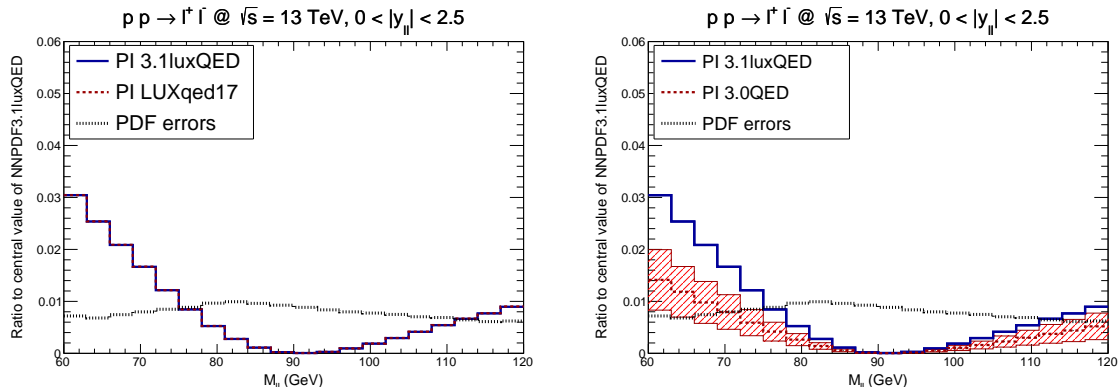 p p → l⁺ l⁻ @ √s = 13 TeV, 0 < |y_ll| < 2.5
Ratio to central value of NNPDF3.1luxQED
0.06
0.05
0.04
0.03
0.02
0.01
0
PI 3.1luxQED
PI LUXqed17
PDF errors
60 70 80 90 100 110 120
M_ll (GeV)
p p → l⁺ l⁻ @ √s = 13 TeV, 0 < |y_ll| < 2.5
Ratio to central value of NNPDF3.1luxQED
0.06
0.05
0.04
0.03
0.02
0.01
0
PI 3.1luxQED
PI 3.0QED
PDF errors
60 70 80 90 100 110 120
M_ll (GeV)